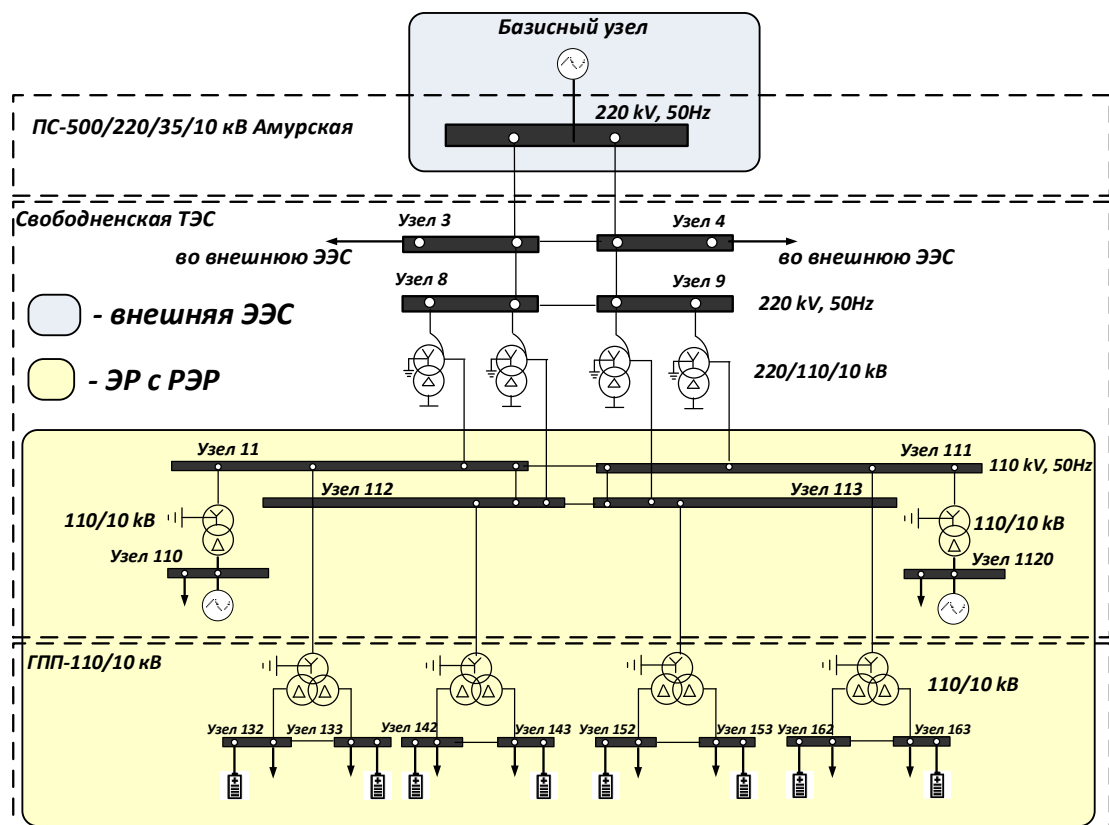 Базисный узел
220 kV, 50Hz
ПС-500/220/35/10 кВ Амурская
Свободненская ТЭС
Узел 3
Узел 4
во внешнюю ЭЭС
во внешнюю ЭЭС
Узел 8
Узел 9
220 kV, 50Hz
- внешняя ЭЭС
- ЭР с РЭР
220/110/10 кВ
Узел 11
Узел 111
110 kV, 50Hz
Узел 112
Узел 113
110/10 кВ
110/10 кВ
Узел 110
Узел 1120
ГПП-110/10 кВ
110/10 кВ
Узел 132
Узел 133
Узел 142
Узел 143
Узел 152
Узел 153
Узел 162
Узел 163